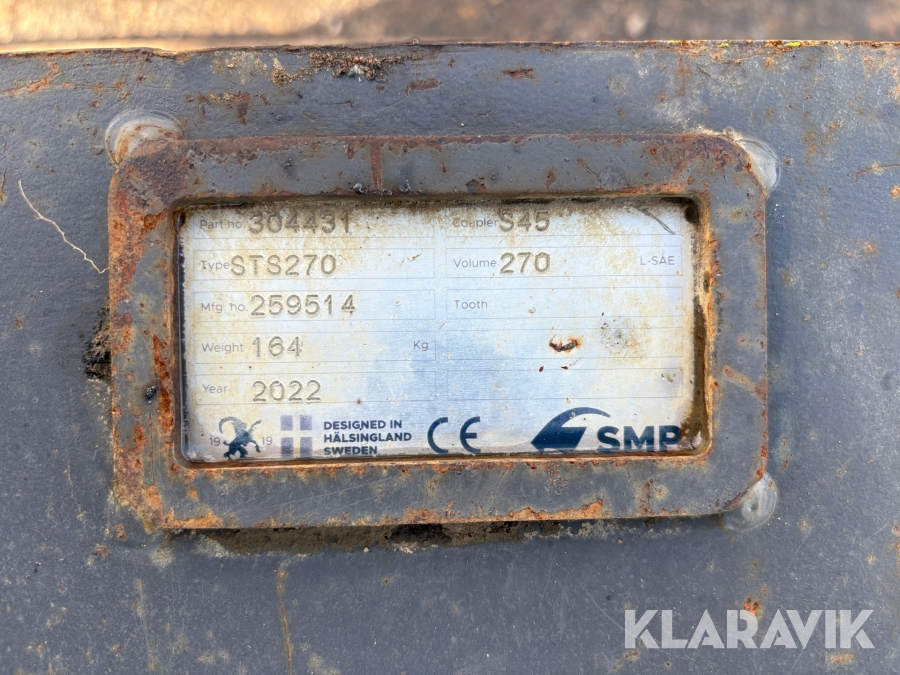 Part no. 304431 Coupler S45
Type STS270 Volume 270 L-SAE
Mfg. no. 259514 Tooth
Weight 164 Kg
Year 2022
19 19 DESIGNED IN
HÄLSINGLAND
SWEDEN
CE SMP
KLARAVIK